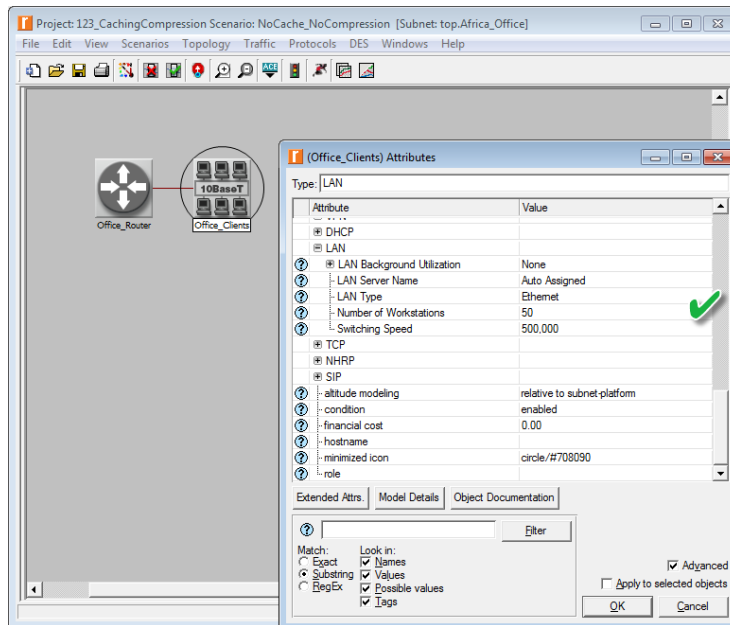 Project: 123_CachingCompression Scenario: NoCache_NoCompression [Subnet: top.Africa_Office]
File Edit View Scenarios Topology Traffic Protocols DES Windows Help
ACE
10BaseT
Office_Router
Office_Clients
(Office_Clients) Attributes
Type: LAN
Attribute Value
DHCP
LAN
LAN Background Utilization None
LAN Server Name Auto Assigned
LAN Type Ethernet
Number of Workstations 50
Switching Speed 500,000
TCP
NHRP
SIP
altitude modeling relative to subnet-platform
condition enabled
financial cost 0.00
hostname
minimized icon circle/#708090
role
Extended Attrs. Model Details Object Documentation
Filter
Match: Look in:
Exact Names
Substring Values
RegEx Possible values
Tags
Advanced
Apply to selected objects
OK Cancel